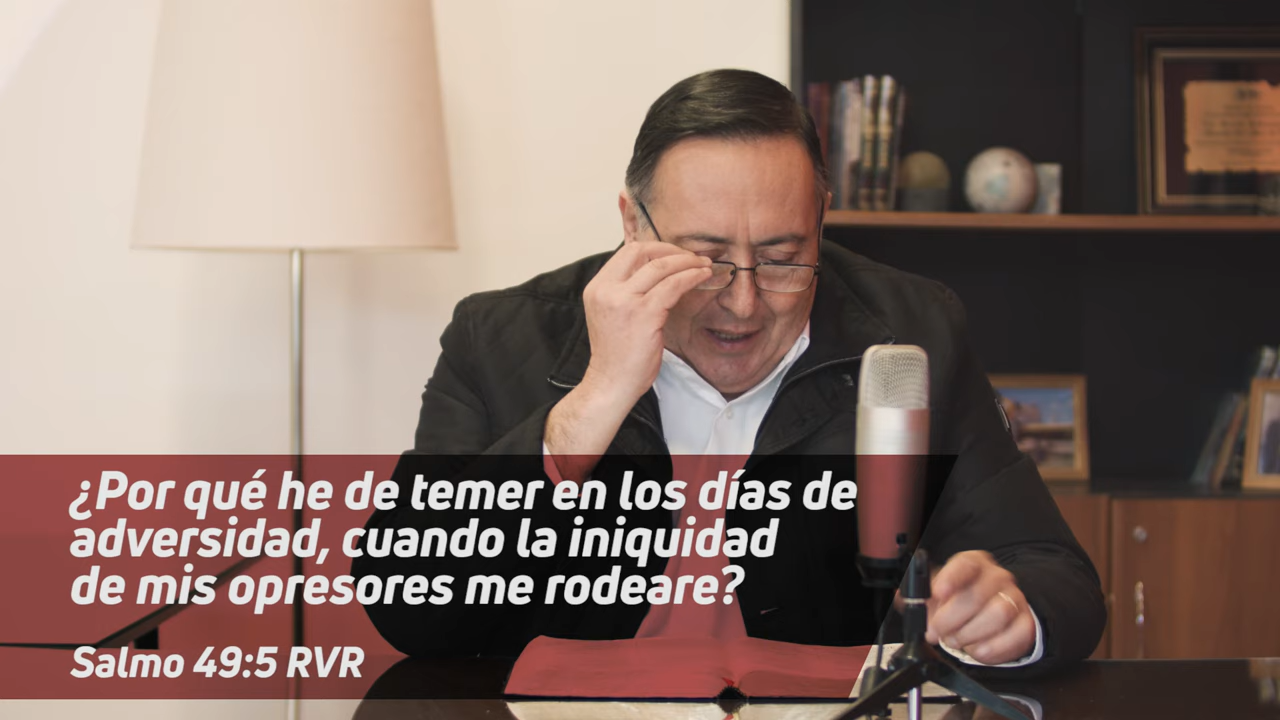 ¿Por qué he de temer en los días de
adversidad, cuando la iniquidad
de mis opresores me rodeare?
Salmo 49:5 RVR